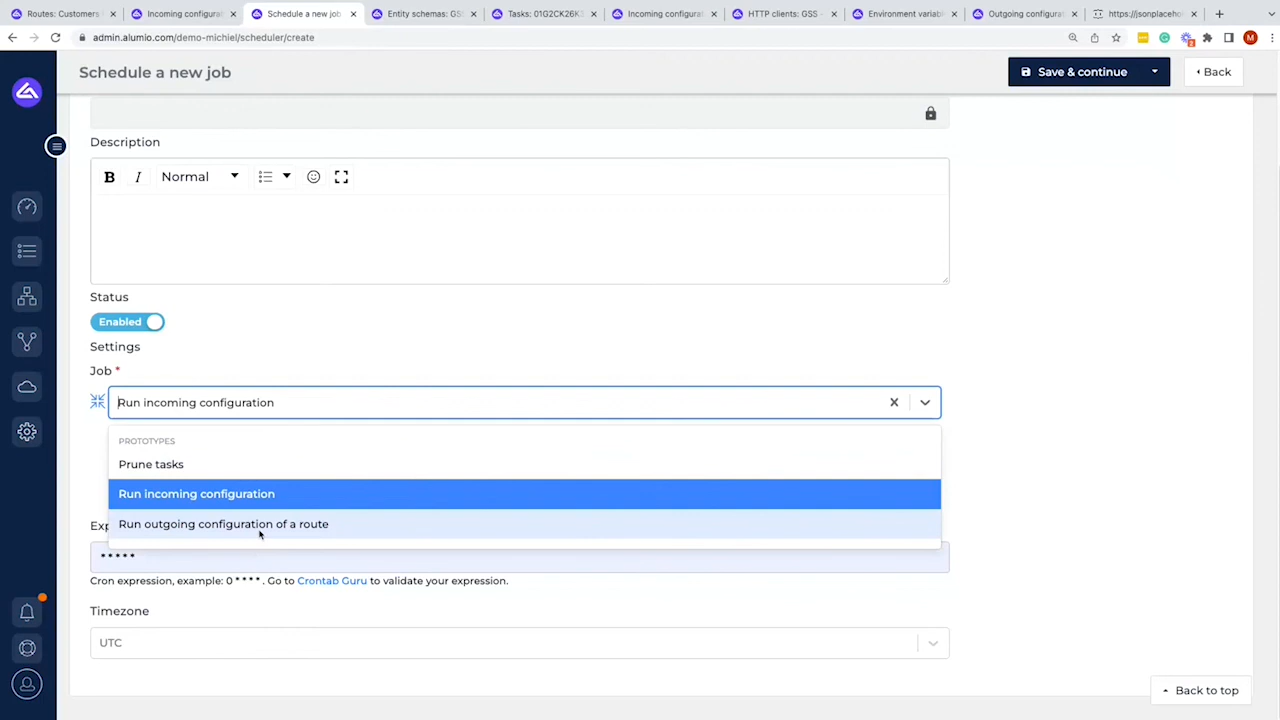 Routes: Customers
Incoming configura
Schedule a new job
Entity schemas: GS
Tasks: 01G2CK26K
Incoming configura
HTTP clients: GSS -
Environment variab
Outgoing configura
https://jsonplaceho
admin.alumio.com/demo-michiel/scheduler/create
M
Schedule a new job
Save & continue
Back
Description
B I Normal
Status
Enabled
Settings
Job *
Run incoming configuration
PROTOTYPES
Prune tasks
Run incoming configuration
Run outgoing configuration of a route
Exp
* * * * *
Cron expression, example: 0 * * * * . Go to Crontab Guru to validate your expression.
Timezone
UTC
Back to top